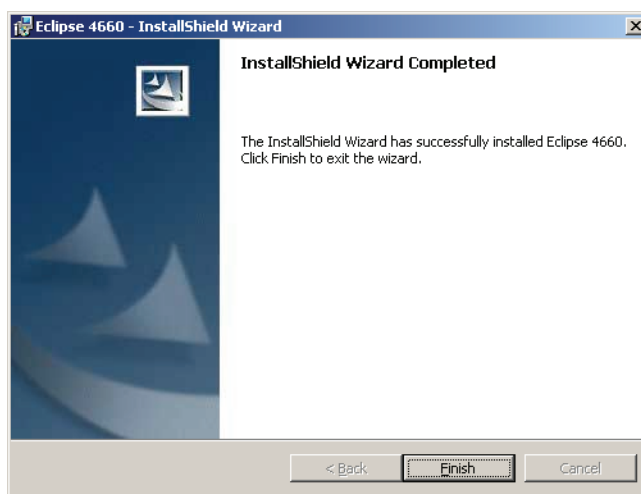 Eclipse 4660 - InstallShield Wizard
InstallShield Wizard Completed
The InstallShield Wizard has successfully installed Eclipse 4660.
Click Finish to exit the wizard.
< Back
Finish
Cancel